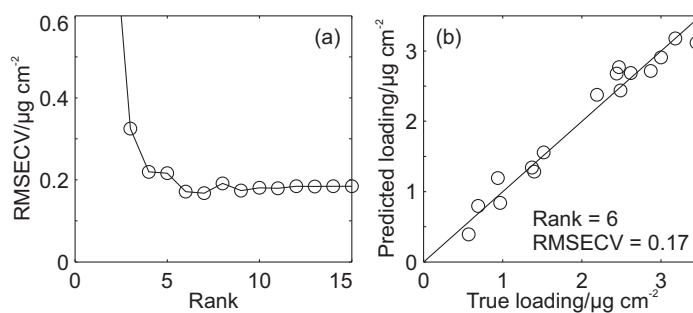 (a)
0.6
0.4
0.2
0
RMSECV/µg cm⁻²
0 5 10 15
Rank
(b)
3
2
1
0
Predicted loading/µg cm⁻²
Rank = 6
RMSECV = 0.17
0 1 2 3
True loading/µg cm⁻²